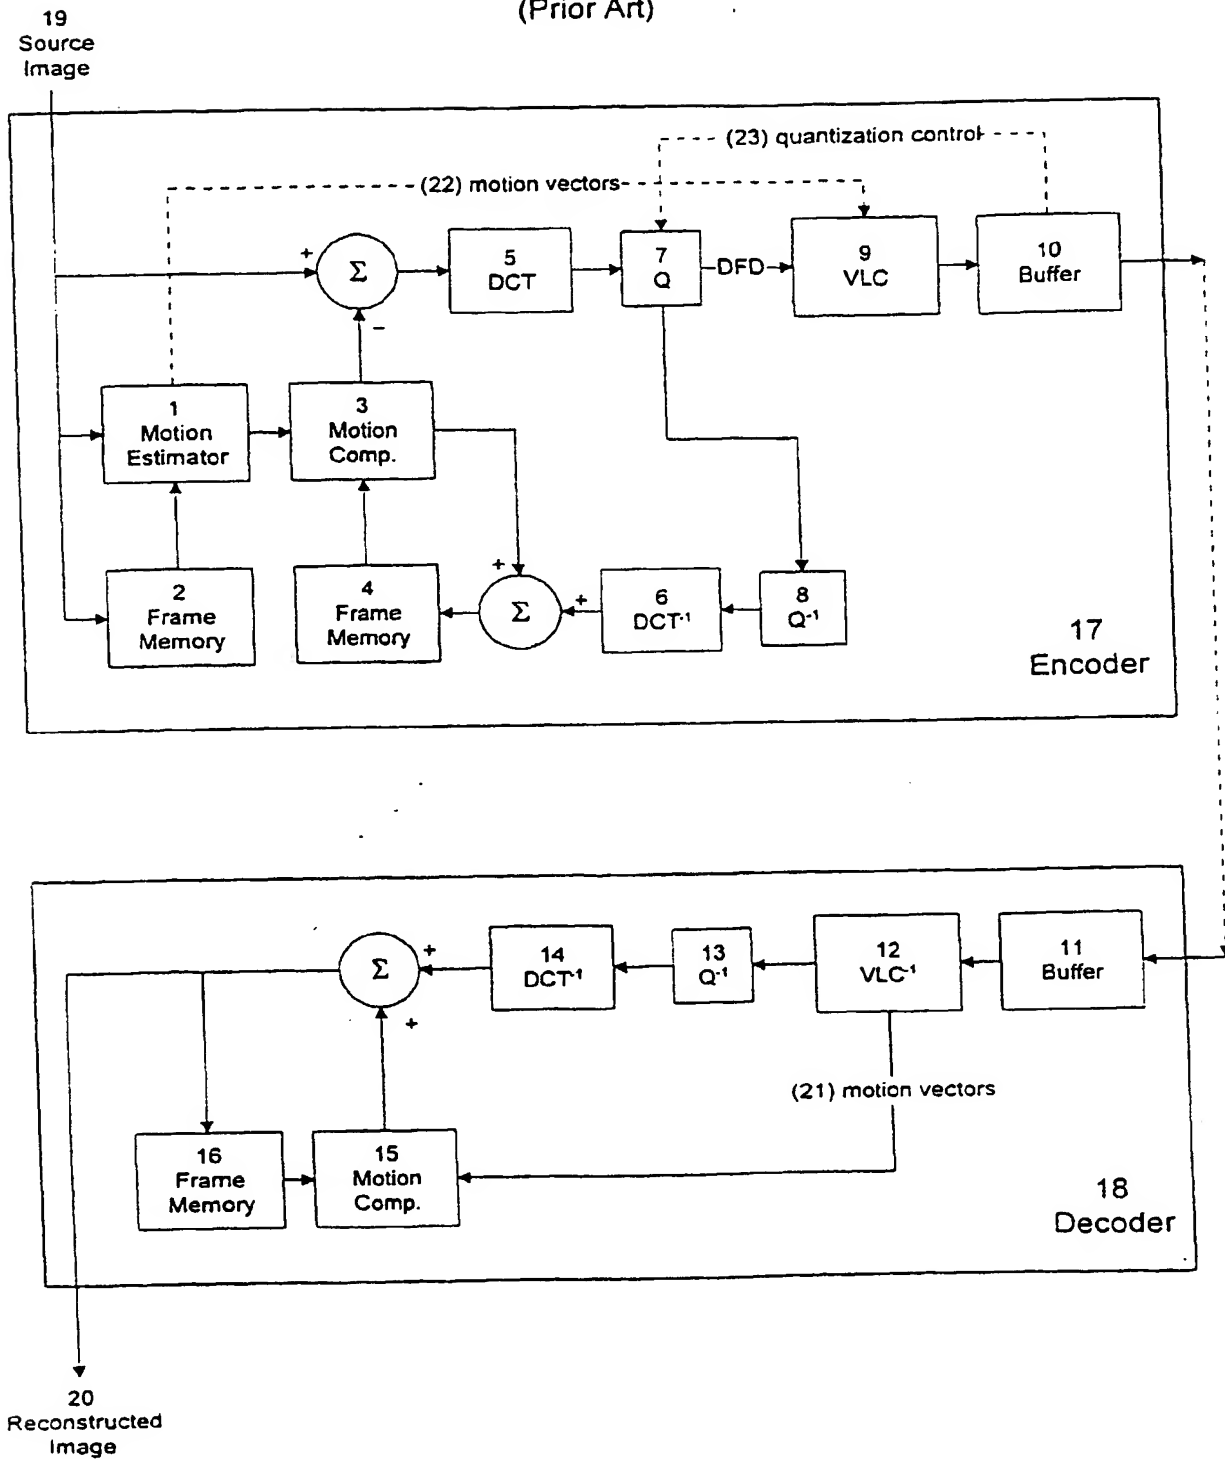 (Prior Art)
19
Source
Image
(23) quantization control
(22) motion vectors
+
Σ
5
DCT
7
Q
DFD
9
VLC
10
Buffer
−
1
Motion
Estimator
3
Motion
Comp.
2
Frame
Memory
4
Frame
Memory
+
Σ
+
6
DCT⁻¹
8
Q⁻¹
17
Encoder
Σ
+
14
DCT⁻¹
13
Q⁻¹
12
VLC⁻¹
11
Buffer
+
(21) motion vectors
16
Frame
Memory
15
Motion
Comp.
18
Decoder
20
Reconstructed
Image